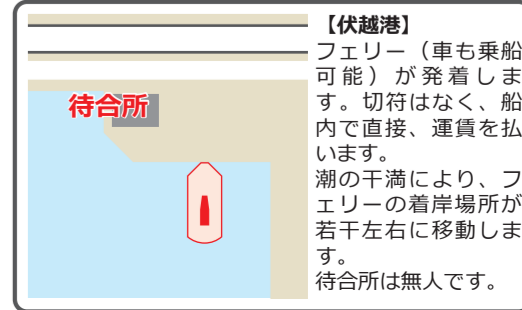 待合所
【伏越港】
フェリー（車も乗船
可能）が発着しま
す。切符はなく、船
内で直接、運賃を払
います。
潮の干満により、フ
ェリーの着岸場所が
若干左右に移動しま
す。
待合所は無人です。